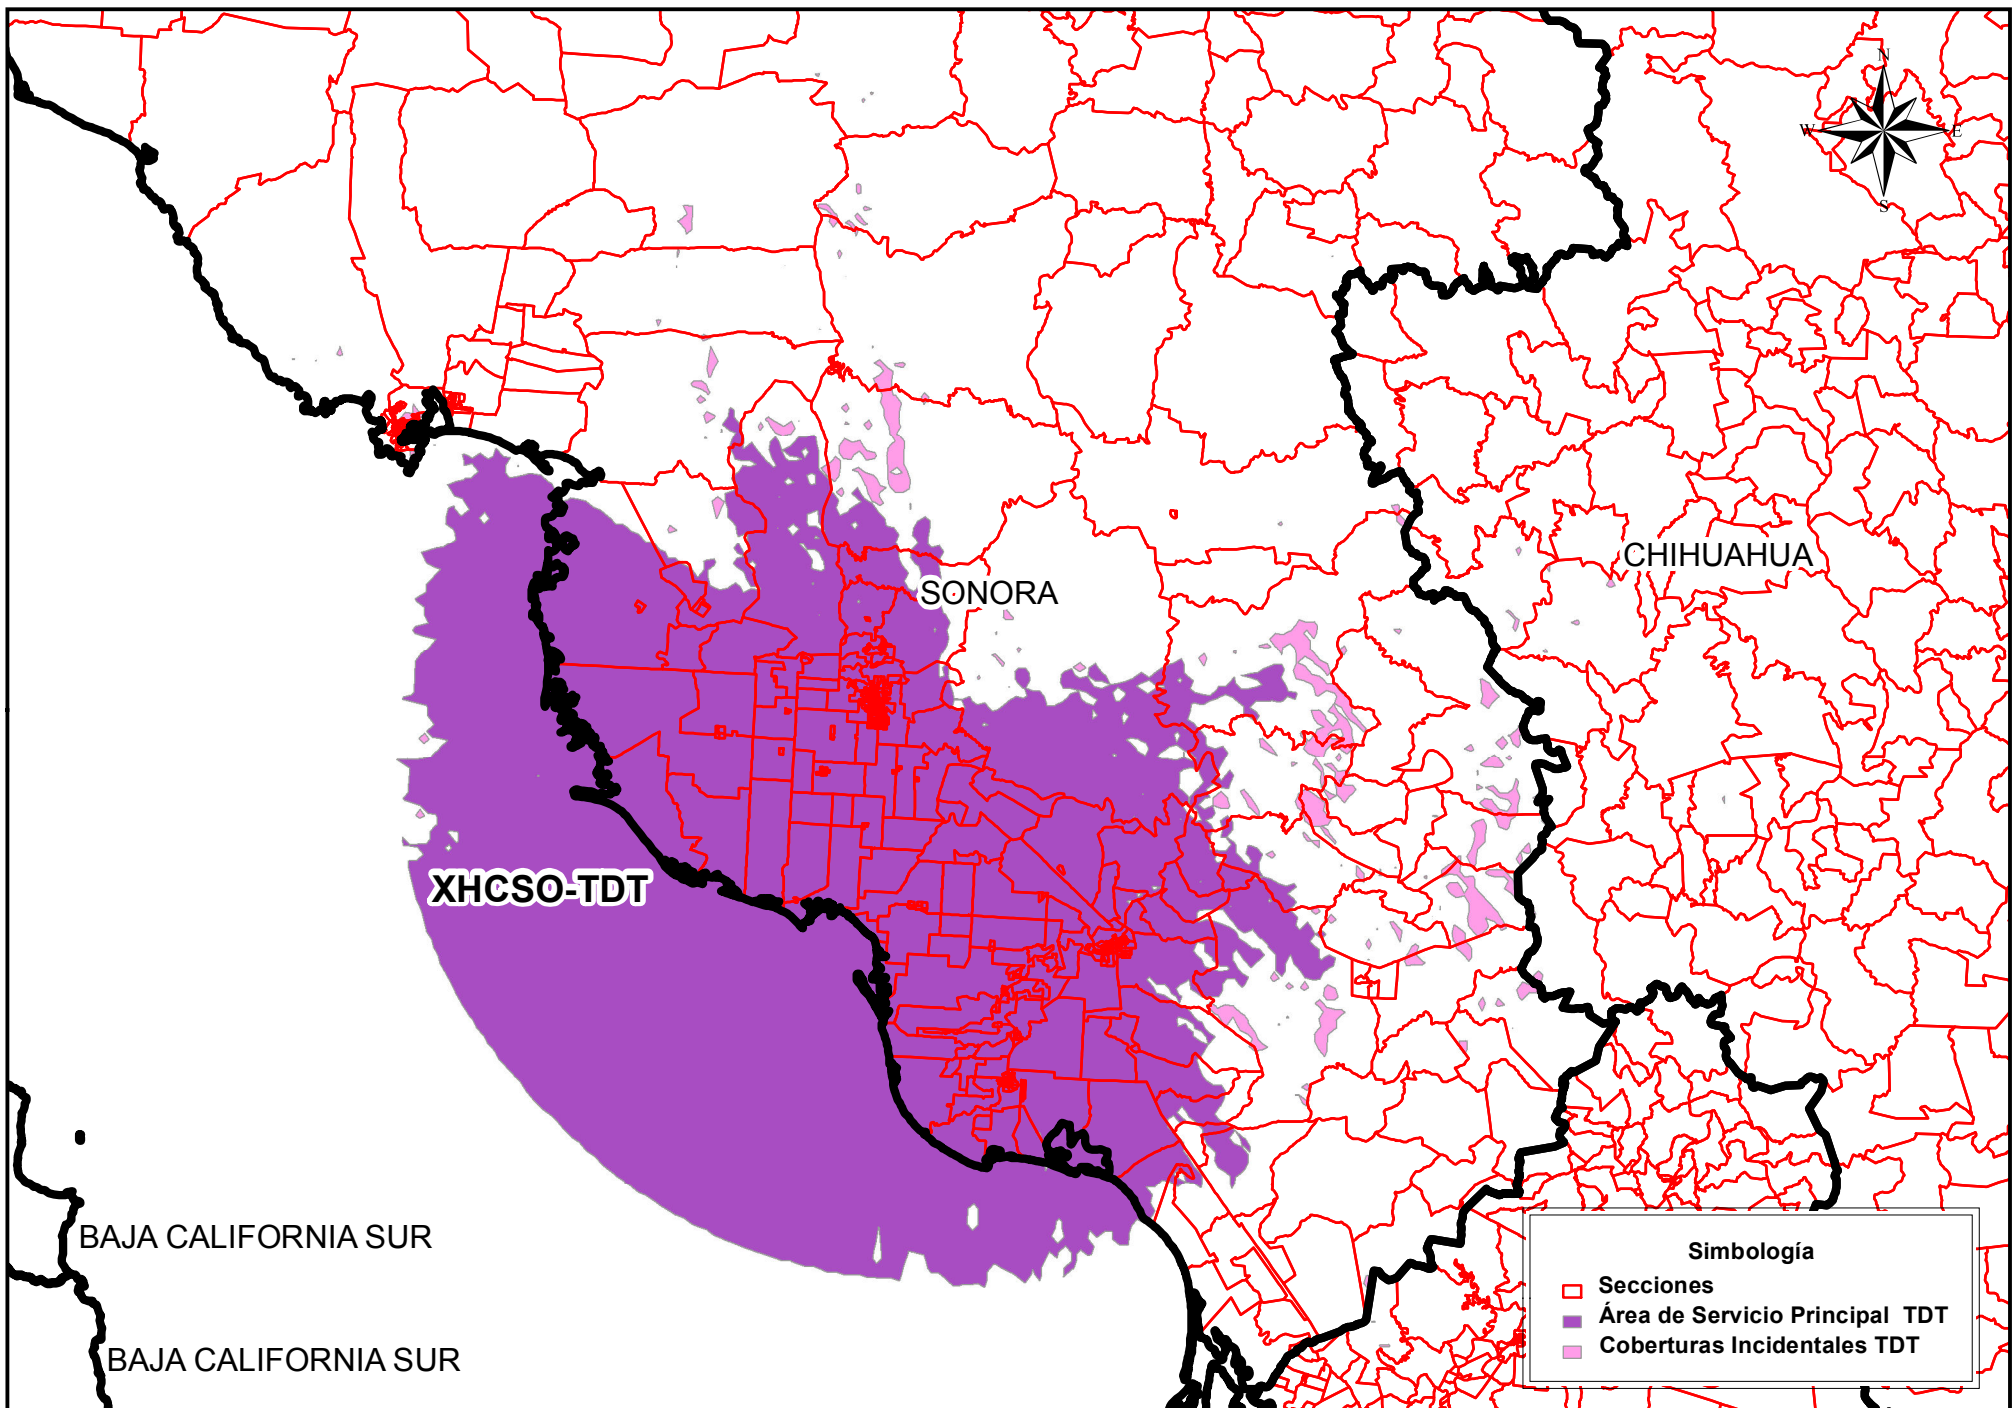 N
W E
S
CHIHUAHUA
SONORA
XHCSO-TDT
BAJA CALIFORNIA SUR
BAJA CALIFORNIA SUR
Simbología
Secciones
Área de Servicio Principal TDT
Coberturas Incidentales TDT